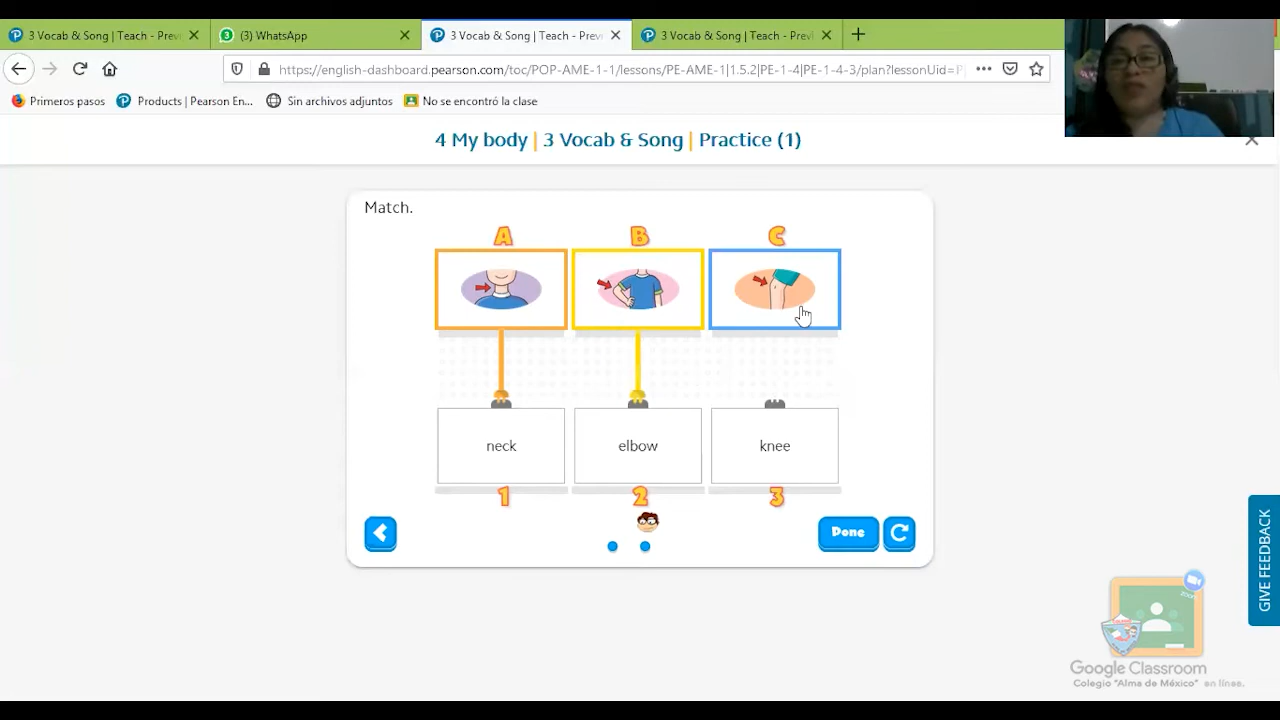 3 Vocab & Song | Teach - Prev
(3) WhatsApp
3 Vocab & Song | Teach - Prev
3 Vocab & Song | Teach - Prev
https://english-dashboard.pearson.com/toc/POP-AME-1-1/lessons/PE-AME-1|1.5.2|PE-1-4|PE-1-4-3/plan?lessonUid=P
Primeros pasos
Products | Pearson En...
Sin archivos adjuntos
No se encontró la clase
4 My body | 3 Vocab & Song | Practice (1)
Match.
A B C
neck elbow knee
1 2 3
Done
GIVE FEEDBACK
zoom
Google Classroom
Colegio "Alma de México" en línea.